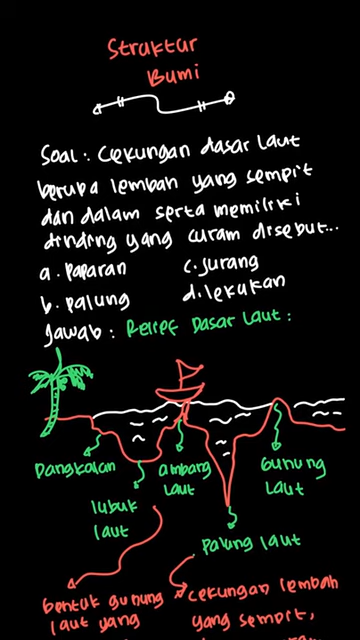 Struktur
Bumi
Soal : Cekungan dasar laut
berupa lembah yang sempit
dan dalam serta memiliki
dinding yang curam disebut...
a. paparan
c. jurang
b. palung
d. lekukan
Jawab : Relief Dasar Laut :
Dangkalan
ambang
laut
Gunung
laut
lubuk
laut
palung laut
bentuk gunung
laut yang
cekungan lembah
yang sempit,